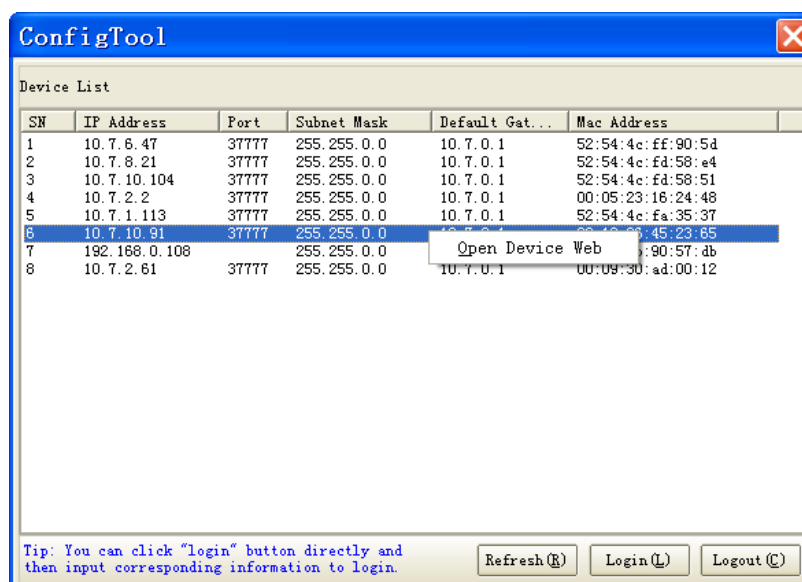 ConfigTool
Device List
SN IP Address Port Subnet Mask Default Gat... Mac Address
1 10.7.6.47 37777 255.255.0.0 10.7.0.1 52:54:4c:ff:90:5d
2 10.7.8.21 37777 255.255.0.0 10.7.0.1 52:54:4c:fd:58:e4
3 10.7.10.104 37777 255.255.0.0 10.7.0.1 52:54:4c:fd:58:51
4 10.7.2.2 37777 255.255.0.0 10.7.0.1 00:05:23:16:24:48
5 10.7.1.113 37777 255.255.0.0 10.7.0.1 52:54:4c:fa:35:37
6 10.7.10.91 37777 255.255.0.0 :45:23:65
Open Device Web
7 192.168.0.108 255.255.0.0 :90:57:db
8 10.7.2.61 37777 255.255.0.0 10.7.0.1 00:09:30:ad:00:12
Tip: You can click "login" button directly and
then input corresponding information to login.
Refresh(R) Login(L) Logout(C)